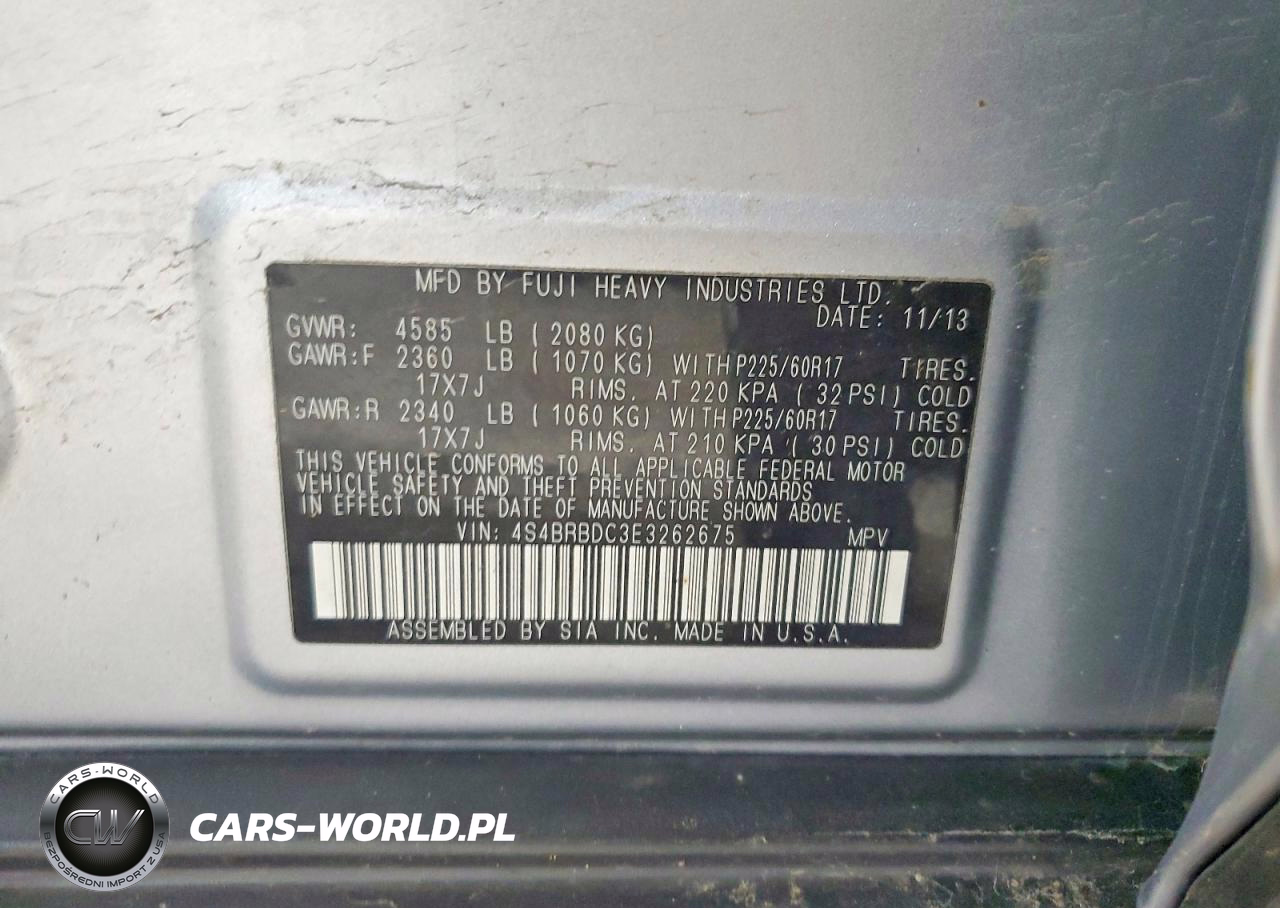 MFD BY FUJI HEAVY INDUSTRIES LTD.
DATE: 11/13
GVWR: 4585 LB ( 2080 KG)
GAWR:F 2360 LB ( 1070 KG) WITH P225/60R17 TIRES.
17X7J RIMS. AT 220 KPA ( 32 PSI) COLD
GAWR:R 2340 LB ( 1060 KG) WITH P225/60R17 TIRES.
17X7J RIMS. AT 210 KPA ( 30 PSI) COLD
THIS VEHICLE CONFORMS TO ALL APPLICABLE FEDERAL MOTOR
VEHICLE SAFETY AND THEFT PREVENTION STANDARDS
IN EFFECT ON THE DATE OF MANUFACTURE SHOWN ABOVE.
VIN: 4S4BRBDC3E3262675 MPV
ASSEMBLED BY SIA INC. MADE IN U.S.A.
CARS-WORLD
CW
BEZPOŚREDNI IMPORT Z USA
CARS-WORLD.PL